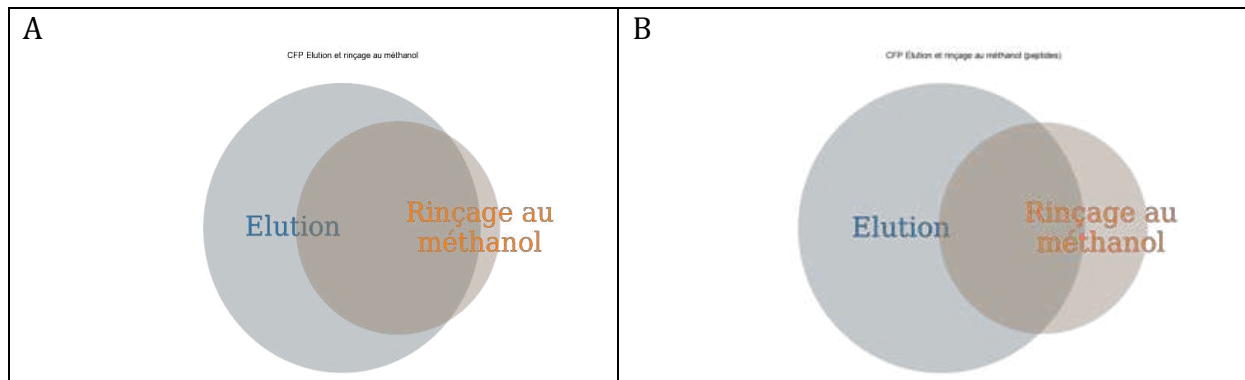 A
CFP Elution et rinçage au méthanol
Elution
Rinçage au
méthanol
B
CFP Élution et rinçage au méthanol (peptides)
Elution
Rinçage au
méthanol